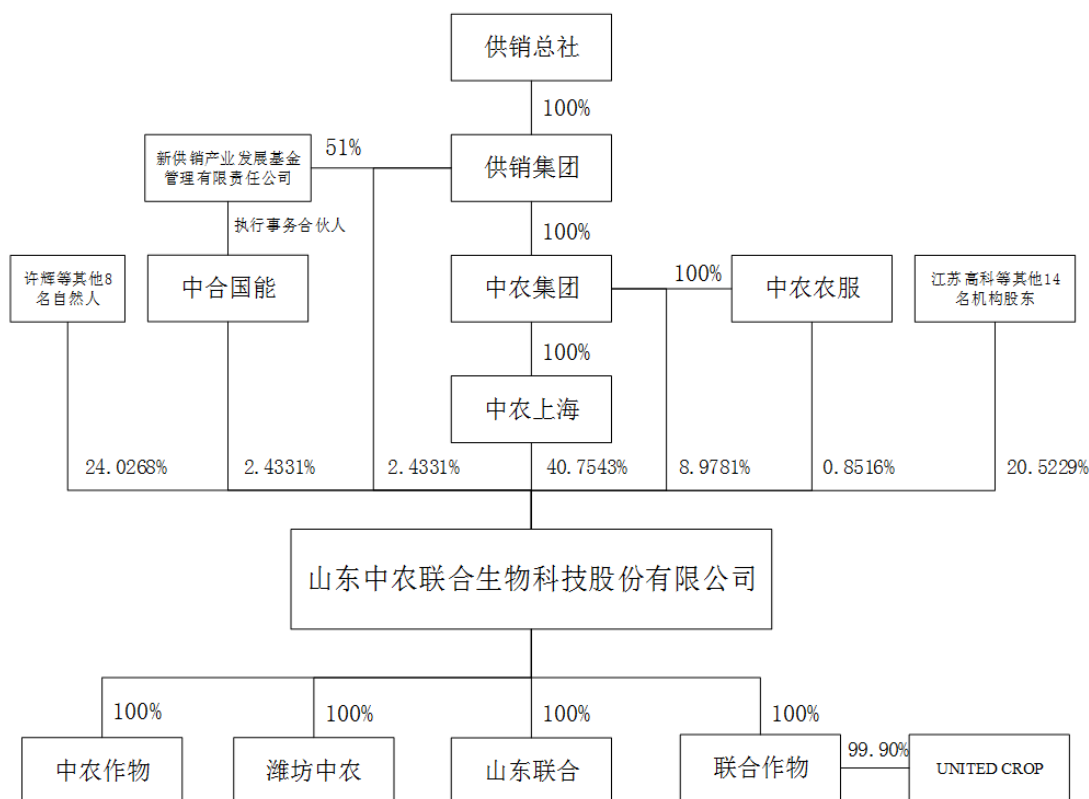 供销总社
100%
51%
新供销产业发展基金
管理有限责任公司
供销集团
执行事务合伙人
100%
许辉等其他8
名自然人
中合国能
中农集团
100%
中农农服
江苏高科等其他14
名机构股东
100%
中农上海
24.0268%
2.4331%
2.4331%
40.7543%
8.9781%
0.8516%
20.5229%
山东中农联合生物科技股份有限公司
100%
100%
100%
100%
中农作物
潍坊中农
山东联合
联合作物
99.90%
UNITED CROP